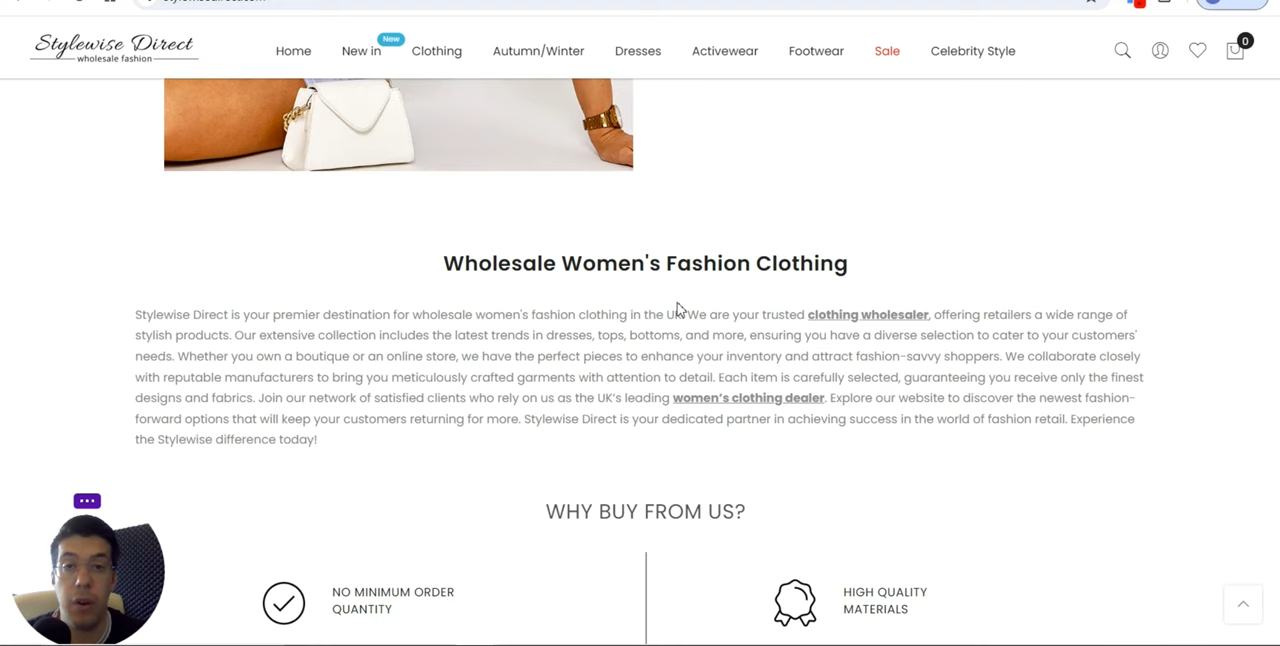 Stylewise Direct
wholesale fashion
Home
New in
New
Clothing
Autumn/Winter
Dresses
Activewear
Footwear
Sale
Celebrity Style
0
Wholesale Women's Fashion Clothing
Stylewise Direct is your premier destination for wholesale women's fashion clothing in the We are your trusted clothing wholesaler, offering retailers a wide range of
stylish products. Our extensive collection includes the latest trends in dresses, tops, bottoms, and more, ensuring you have a diverse selection to cater to your customers'
needs. Whether you own a boutique or an online store, we have the perfect pieces to enhance your inventory and attract fashion-savvy shoppers. We collaborate closely
with reputable manufacturers to bring you meticulously crafted garments with attention to detail. Each item is carefully selected, guaranteeing you receive only the finest
designs and fabrics. Join our network of satisfied clients who rely on us as the UK's leading women's clothing dealer. Explore our website to discover the newest fashion-
forward options that will keep your customers returning for more. Stylewise Direct is your dedicated partner in achieving success in the world of fashion retail. Experience
the Stylewise difference today!
WHY BUY FROM US?
NO MINIMUM ORDER
QUANTITY
HIGH QUALITY
MATERIALS